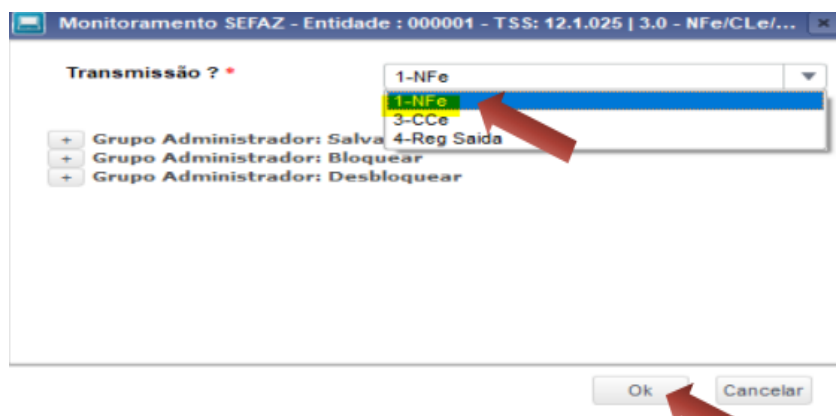 Monitoramento SEFAZ - Entidade : 000001 - TSS: 12.1.025 | 3.0 - NFe/CLe/...
Transmissão ? *
1-NFe
1-NFe
3-CCe
4-Reg Saida
+ Grupo Administrador: Salva
+ Grupo Administrador: Bloquear
+ Grupo Administrador: Desbloquear
Ok
Cancelar